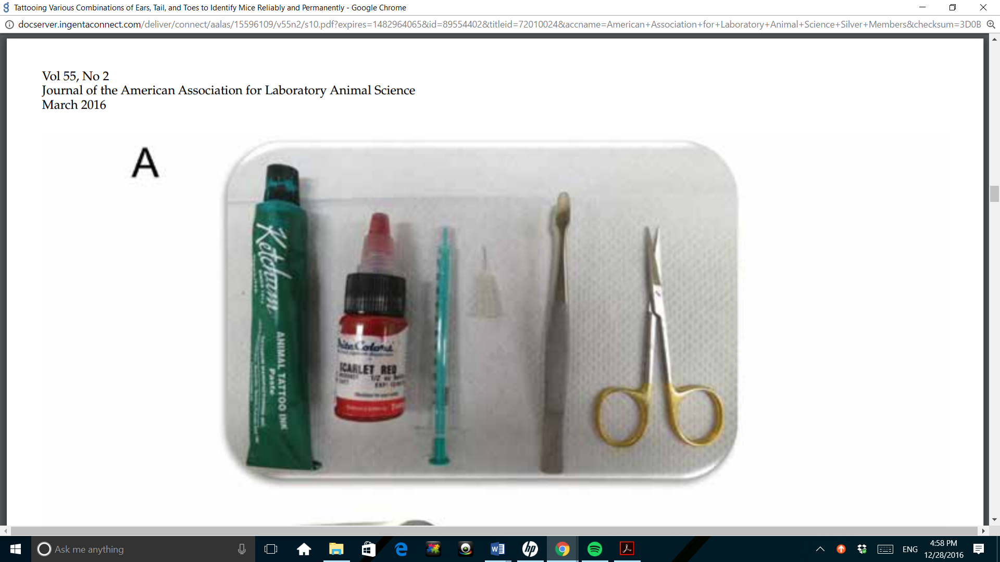 Tattooing Various Combinations of Ears, Tail, and Toes to Identify Mice Reliably and Permanently - Google Chrome
docserver.ingentaconnect.com/deliver/connect/aalas/15596109/v55n2/s10.pdf?expires=1482964065&id=89554402&titleid=72010024&accname=American+Association+for+Laboratory+Animal+Science+Silver+Members&checksum=3D0B
Vol 55, No 2
Journal of the American Association for Laboratory Animal Science
March 2016
A
Ketchum
ANIMAL TATTOO INK
Paste
SCARLET RED
1/2 oz
Ask me anything
ENG
4:58 PM
12/28/2016